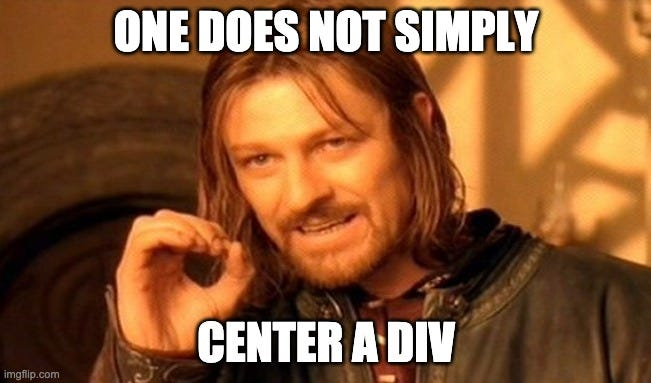 ONE DOES NOT SIMPLY
CENTER A DIV
imgflip.com